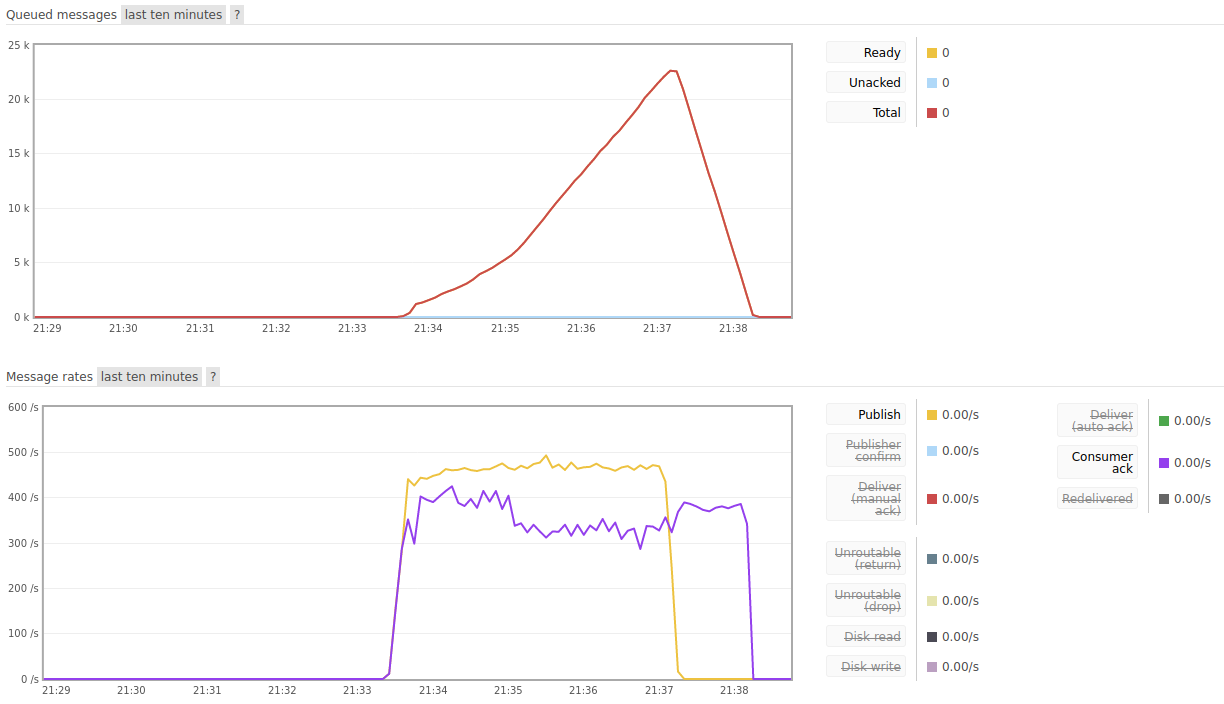 Queued messages last ten minutes ?
25 k
20 k
15 k
10 k
5 k
0 k
21:29 21:30 21:31 21:32 21:33 21:34 21:35 21:36 21:37 21:38
Ready 0
Unacked 0
Total 0
Message rates last ten minutes ?
600 /s
500 /s
400 /s
300 /s
200 /s
100 /s
0 /s
21:29 21:30 21:31 21:32 21:33 21:34 21:35 21:36 21:37 21:38
Publish 0.00/s
Publisher
confirm 0.00/s
Deliver
(manual
ack) 0.00/s
Deliver
(auto ack) 0.00/s
Consumer
ack 0.00/s
Redelivered 0.00/s
Unroutable
(return) 0.00/s
Unroutable
(drop) 0.00/s
Disk read 0.00/s
Disk write 0.00/s